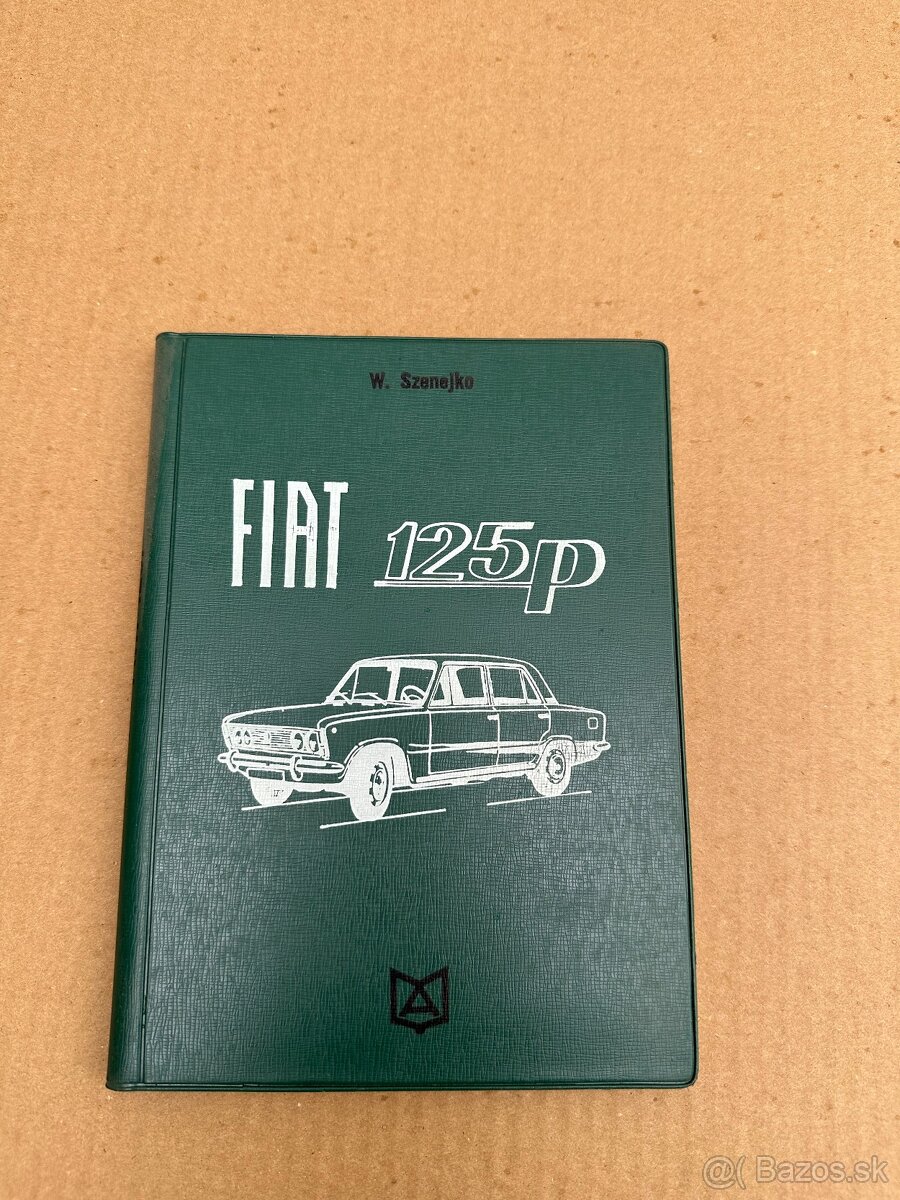 W. Szenejko
FIAT 125p
@( Bazos.sk